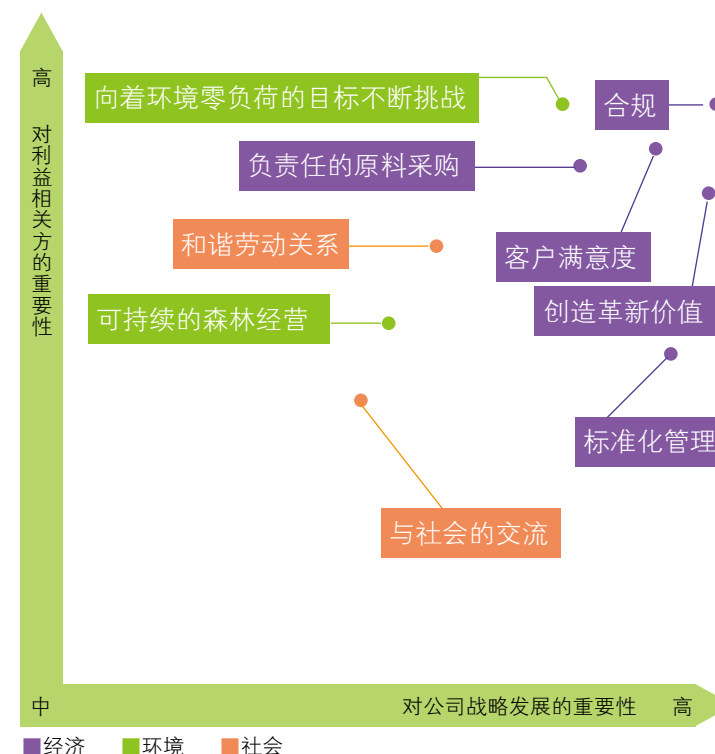 高
对利益相关方的重要性
向着环境零负荷的目标不断挑战
合规
负责任的原料采购
和谐劳动关系
客户满意度
可持续的森林经营
创造革新价值
标准化管理
与社会的交流
中
对公司战略发展的重要性
高
经济
环境
社会